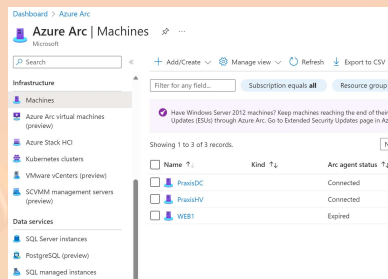 Dashboard > Azure Arc
Azure Arc | Machines
Microsoft
Search
Infrastructure
Machines
Azure Arc virtual machines
(preview)
Azure Stack HCI
Kubernetes clusters
VMware vCenters (preview)
SCVMM management servers
(preview)
Data services
SQL Server instances
PostgreSQL (preview)
SQL managed instances
+ Add/Create Manage view Refresh Export to CSV
Filter for any field... Subscription equals all Resource group
Have Windows Server 2012 machines? Keep machines reaching the end of their
Updates (ESUs) through Azure Arc. Go to Extended Security Updates page in Az
Showing 1 to 3 of 3 records.
Name ↑ Kind ↑↓ Arc agent status ↑↓
PraxisDC Connected
PraxisHV Connected
WEB1 Expired